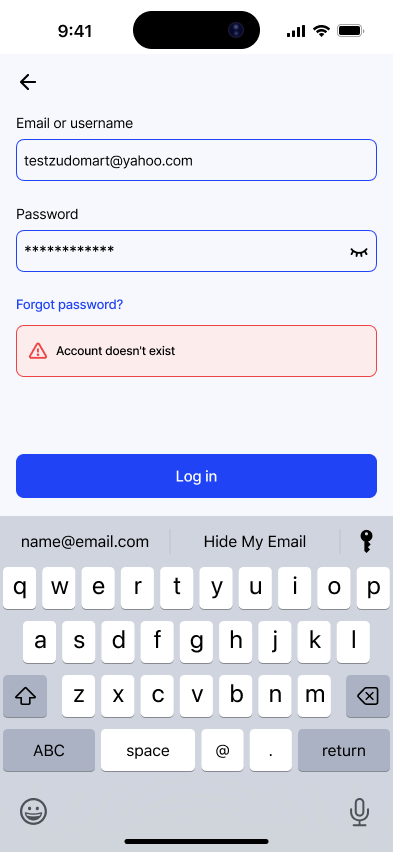 9:41
Email or username
testzudomart@yahoo.com
Password
************
Forgot password?
Account doesn't exist
Log in
name@email.com Hide My Email
q w e r t y u i o p
a s d f g h j k l
z x c v b n m
ABC space @ . return